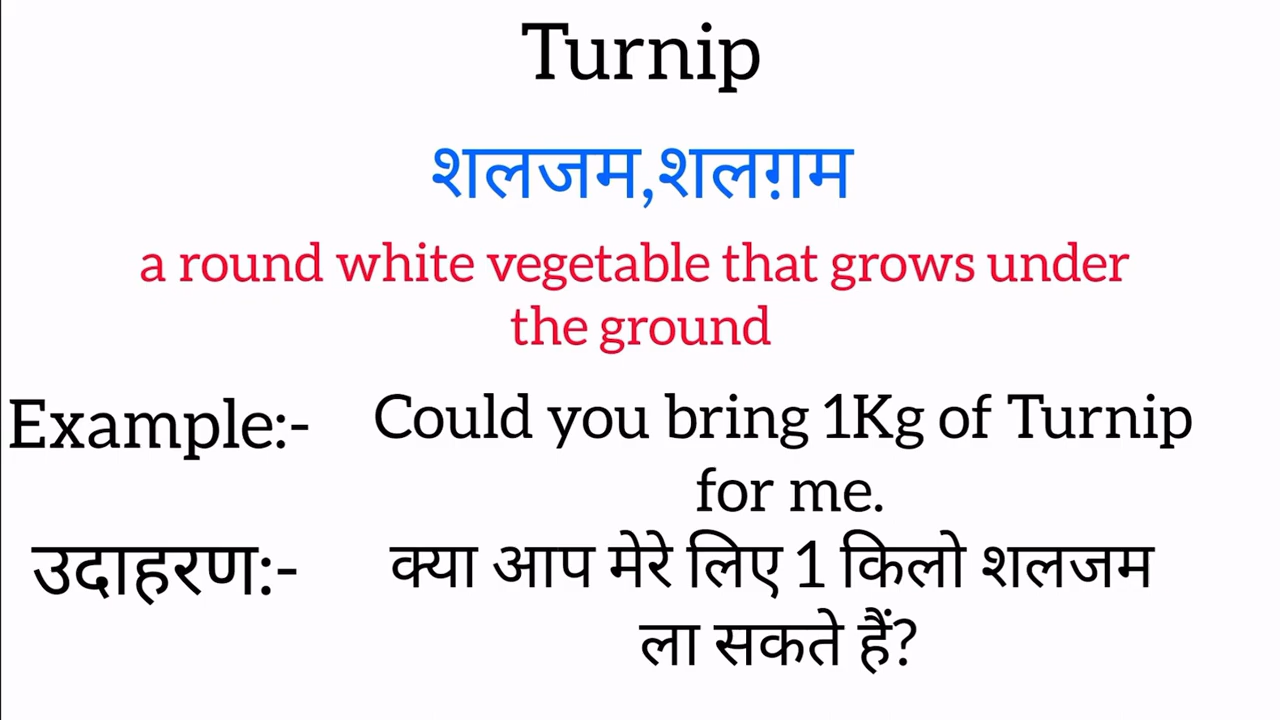 Turnip
शलजम,शलग़म
a round white vegetable that grows under
the ground
Example:- Could you bring 1Kg of Turnip
for me.
उदाहरण:- क्या आप मेरे लिए 1 किलो शलजम
ला सकते हैं?